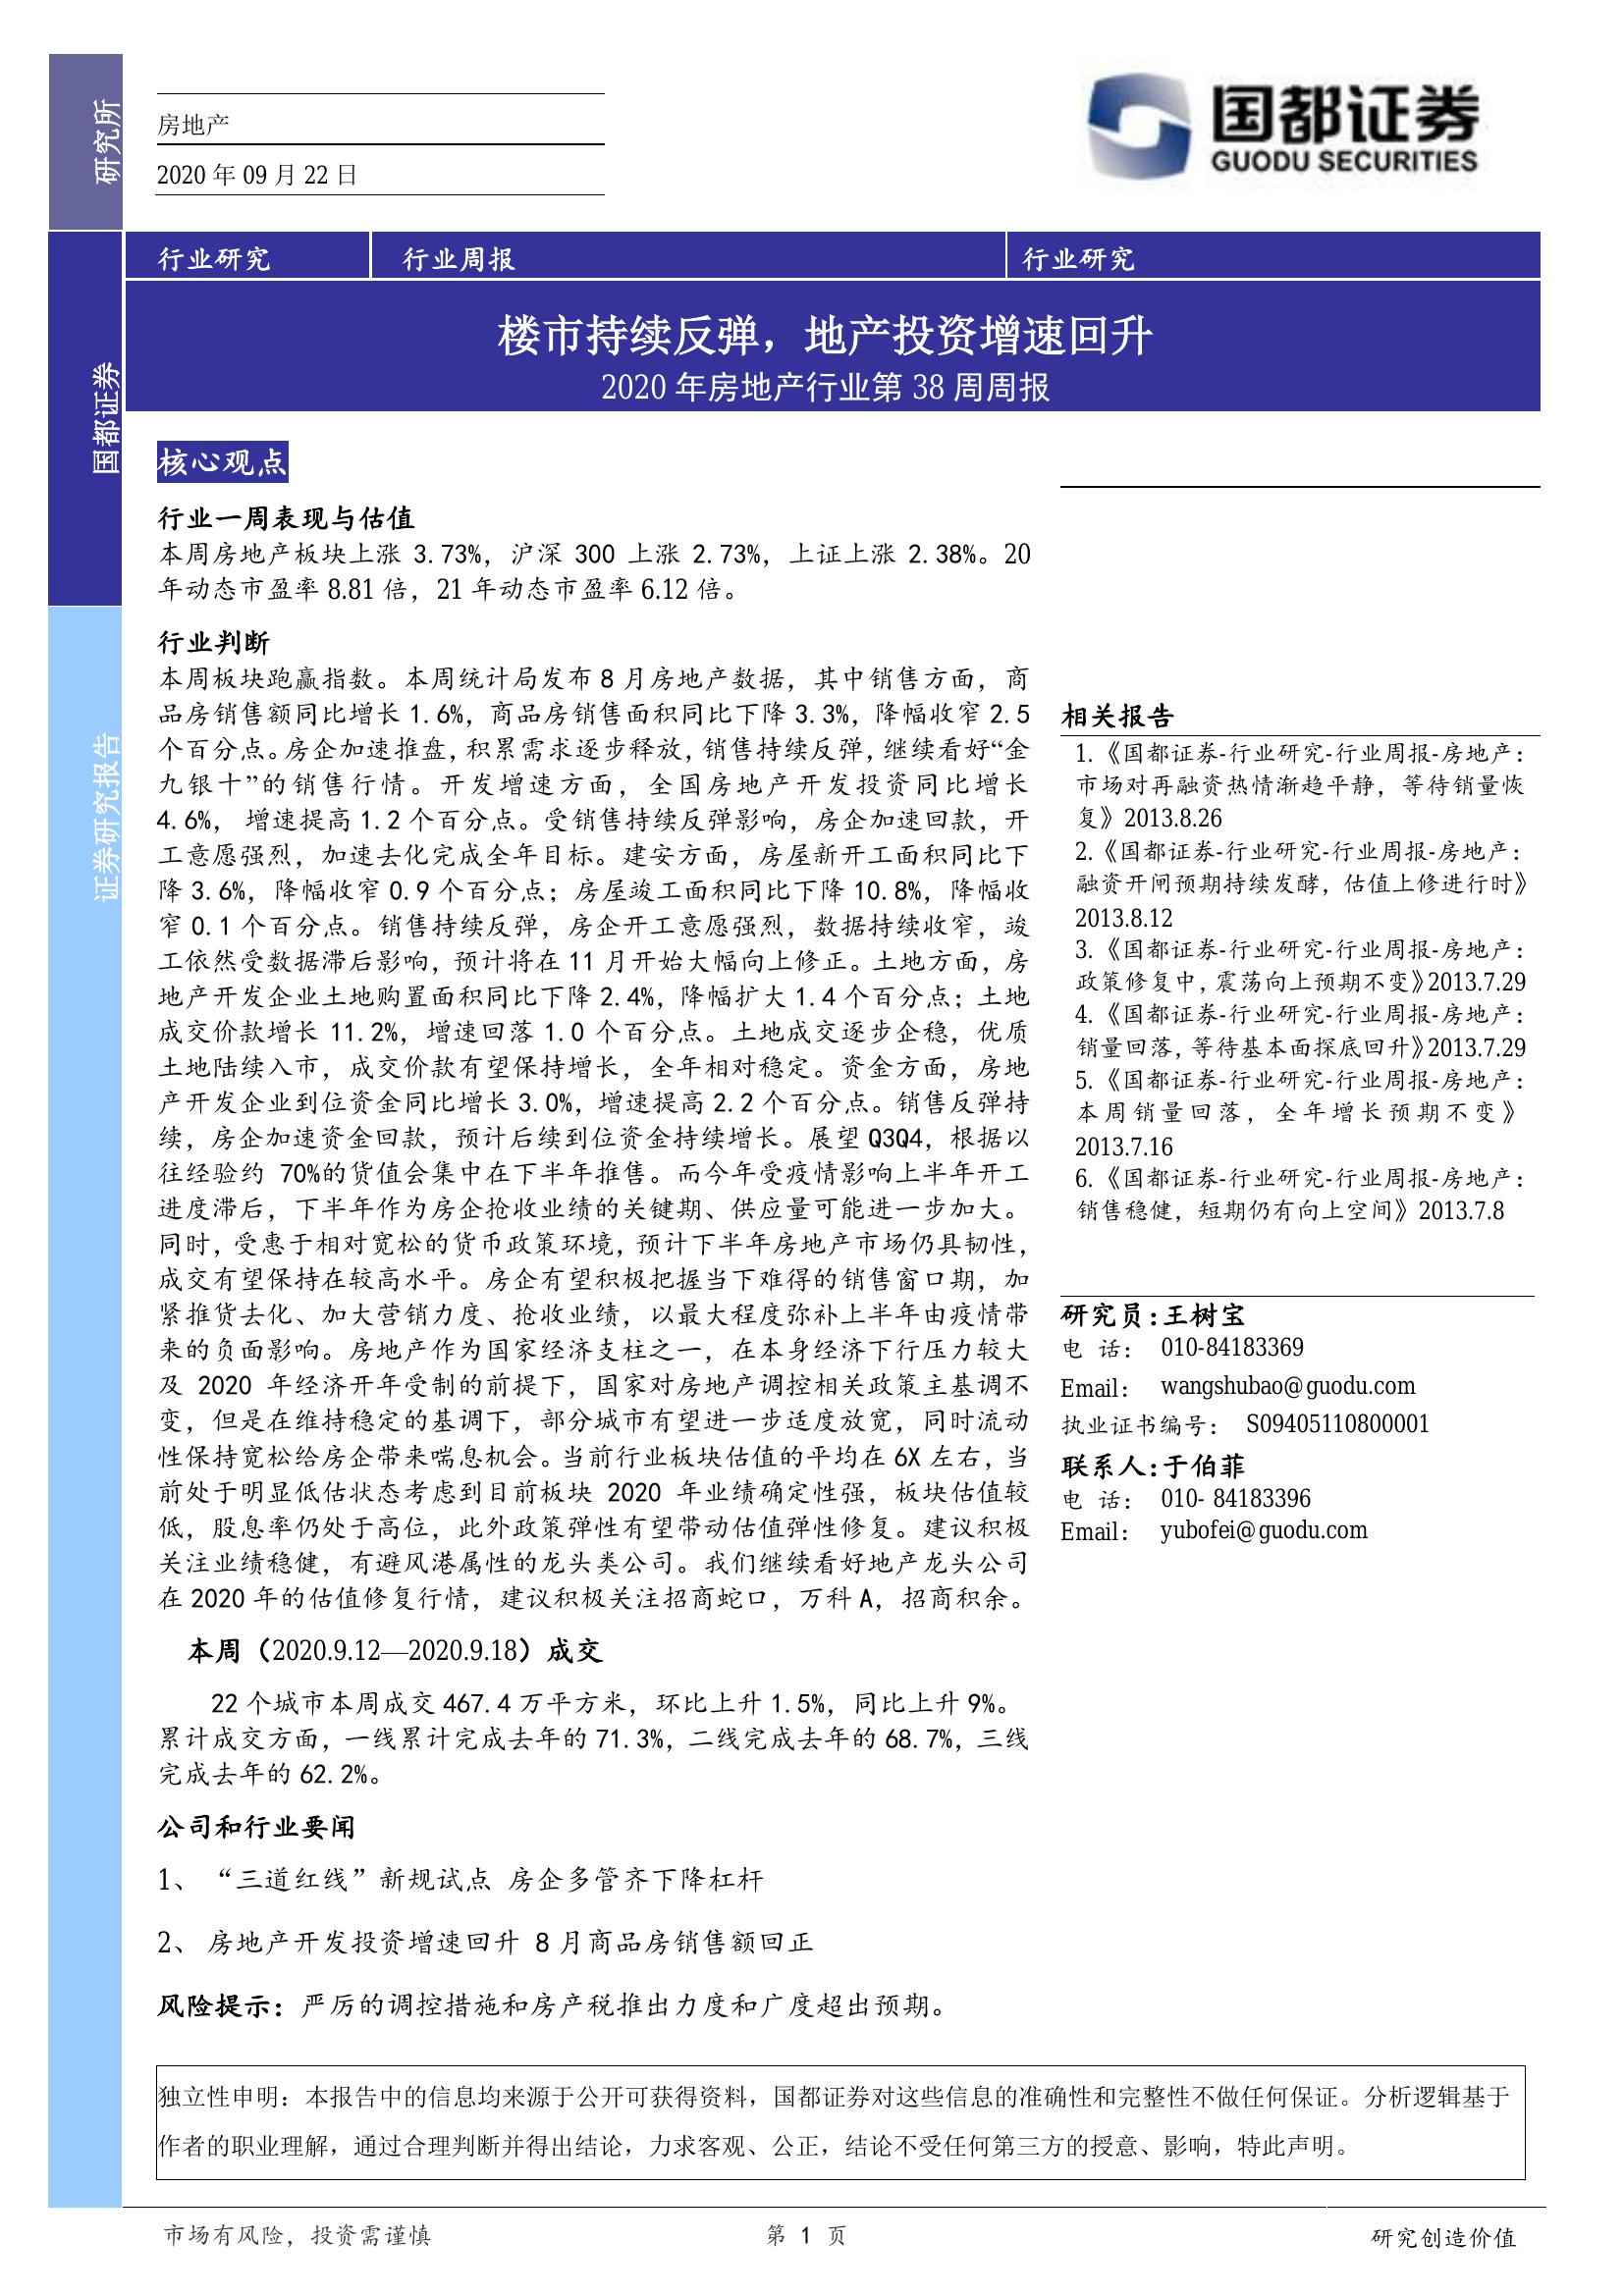 研究所
房地产
2020 年 09 月 22 日
国都证券
GUODU SECURITIES
行业研究
行业周报
行业研究
楼市持续反弹，地产投资增速回升
2020 年房地产行业第 38 周周报
国都证券
证券研究报告
核心观点
行业一周表现与估值
本周房地产板块上涨 3.73%，沪深 300 上涨 2.73%，上证上涨 2.38%。20
年动态市盈率 8.81 倍，21 年动态市盈率 6.12 倍。
行业判断
本周板块跑赢指数。本周统计局发布 8 月房地产数据，其中销售方面，商
品房销售额同比增长 1.6%，商品房销售面积同比下降 3.3%，降幅收窄 2.5
个百分点。房企加速推盘，积累需求逐步释放，销售持续反弹，继续看好“金
九银十”的销售行情。开发增速方面，全国房地产开发投资同比增长
4.6%， 增速提高 1.2 个百分点。受销售持续反弹影响，房企加速回款，开
工意愿强烈，加速去化完成全年目标。建安方面，房屋新开工面积同比下
降 3.6%，降幅收窄 0.9 个百分点；房屋竣工面积同比下降 10.8%，降幅收
窄 0.1 个百分点。销售持续反弹，房企开工意愿强烈，数据持续收窄，竣
工依然受数据滞后影响，预计将在 11 月开始大幅向上修正。土地方面，房
地产开发企业土地购置面积同比下降 2.4%，降幅扩大 1.4 个百分点；土地
成交价款增长 11.2%，增速回落 1.0 个百分点。土地成交逐步企稳，优质
土地陆续入市，成交价款有望保持增长，全年相对稳定。资金方面，房地
产开发企业到位资金同比增长 3.0%，增速提高 2.2 个百分点。销售反弹持
续，房企加速资金回款，预计后续到位资金持续增长。展望 Q3Q4，根据以
往经验约 70%的货值会集中在下半年推售。而今年受疫情影响上半年开工
进度滞后，下半年作为房企抢收业绩的关键期、供应量可能进一步加大。
同时，受惠于相对宽松的货币政策环境，预计下半年房地产市场仍具韧性，
成交有望保持在较高水平。房企有望积极把握当下难得的销售窗口期，加
紧推货去化、加大营销力度、抢收业绩，以最大程度弥补上半年由疫情带
来的负面影响。房地产作为国家经济支柱之一，在本身经济下行压力较大
及 2020 年经济开年受制的前提下，国家对房地产调控相关政策主基调不
变，但是在维持稳定的基调下，部分城市有望进一步适度放宽，同时流动
性保持宽松给房企带来喘息机会。当前行业板块估值的平均在 6X 左右，当
前处于明显低估状态考虑到目前板块 2020 年业绩确定性强，板块估值较
低，股息率仍处于高位，此外政策弹性有望带动估值弹性修复。建议积极
关注业绩稳健，有避风港属性的龙头类公司。我们继续看好地产龙头公司
在 2020 年的估值修复行情，建议积极关注招商蛇口，万科 A，招商积余。
本周（2020.9.12—2020.9.18）成交
22 个城市本周成交 467.4 万平方米，环比上升 1.5%，同比上升 9%。
累计成交方面，一线累计完成去年的 71.3%，二线完成去年的 68.7%，三线
完成去年的 62.2%。
公司和行业要闻
1、 “三道红线”新规试点 房企多管齐下降杠杆
2、 房地产开发投资增速回升 8 月商品房销售额回正
风险提示：严厉的调控措施和房产税推出力度和广度超出预期。
相关报告
1.《国都证券-行业研究-行业周报-房地产：
市场对再融资热情渐趋平静，等待销量恢
复》2013.8.26
2.《国都证券-行业研究-行业周报-房地产：
融资开闸预期持续发酵，估值上修进行时》
2013.8.12
3.《国都证券-行业研究-行业周报-房地产：
政策修复中，震荡向上预期不变》2013.7.29
4.《国都证券-行业研究-行业周报-房地产：
销量回落，等待基本面探底回升》2013.7.29
5.《国都证券-行业研究-行业周报-房地产：
本周销量回落，全年增长预期不变》
2013.7.16
6.《国都证券-行业研究-行业周报-房地产：
销售稳健，短期仍有向上空间》2013.7.8
研究员：王树宝
电 话： 010-84183369
Email： wangshubao@guodu.com
执业证书编号： S09405110800001
联系人：于伯菲
电 话： 010- 84183396
Email： yubofei@guodu.com
独立性申明：本报告中的信息均来源于公开可获得资料，国都证券对这些信息的准确性和完整性不做任何保证。分析逻辑基于
作者的职业理解，通过合理判断并得出结论，力求客观、公正，结论不受任何第三方的授意、影响，特此声明。
市场有风险，投资需谨慎
第 1 页
研究创造价值